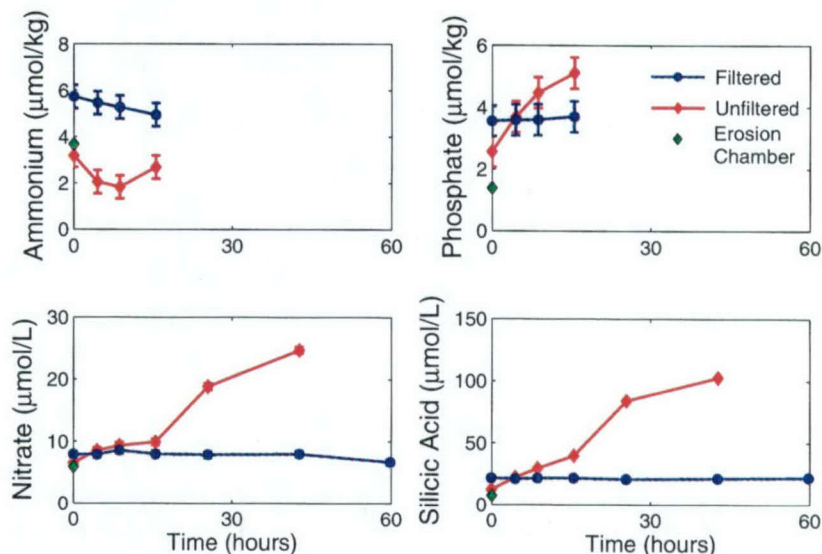 Ammonium (μmol/kg)
8
6
4
2
0
0
30
60
Phosphate (μmol/kg)
6
4
2
0
0
30
60
Filtered
Unfiltered
Erosion
Chamber
Nitrate (μmol/L)
30
20
10
0
0
30
60
Time (hours)
Silicic Acid (μmol/L)
150
100
50
0
0
30
60
Time (hours)